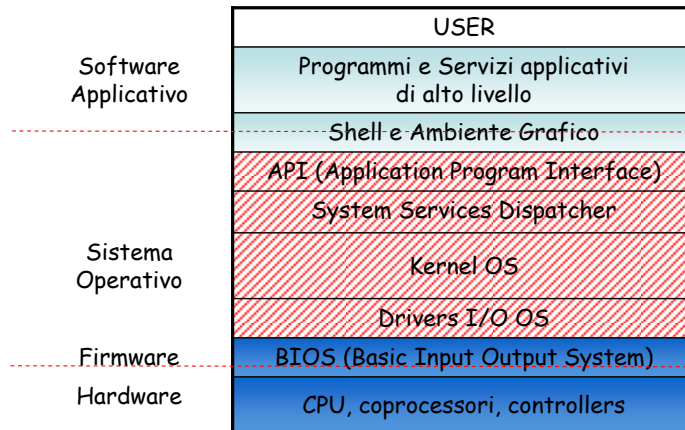 USER
Software
Applicativo
Programmi e Servizi applicativi
di alto livello
Shell e Ambiente Grafico
API (Application Program Interface)
System Services Dispatcher
Sistema
Operativo
Kernel OS
Drivers I/O OS
Firmware
BIOS (Basic Input Output System)
Hardware
CPU, coprocessori, controllers